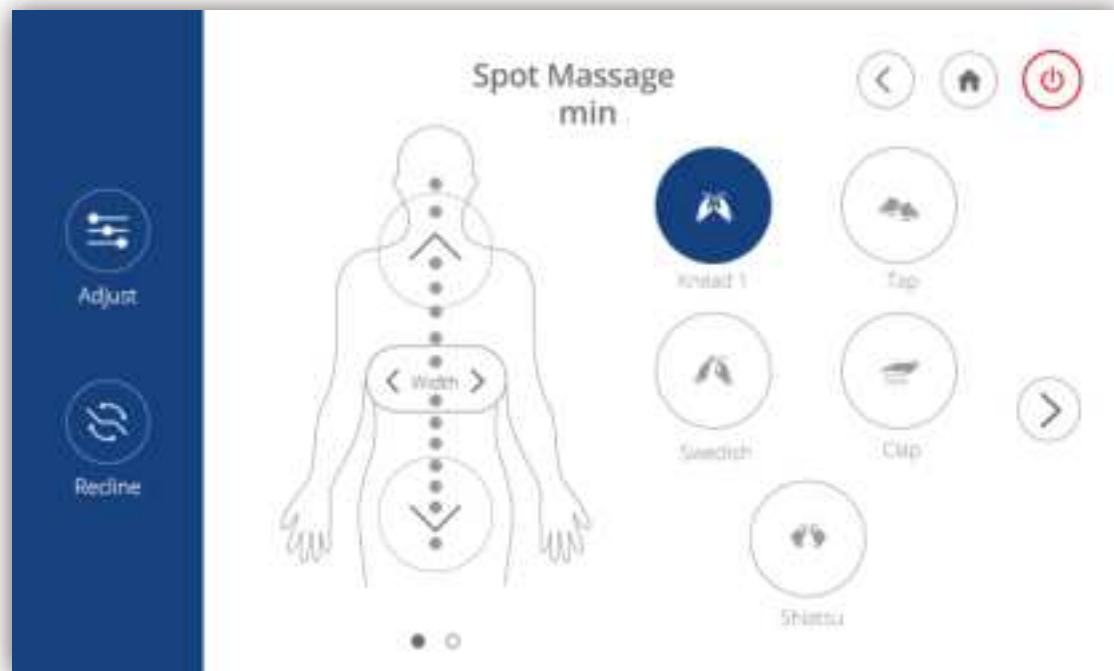 Spot Massage
min
Adjust
Recline
Width
Knead 1
Tap
Swedish
Clap
Shiatsu